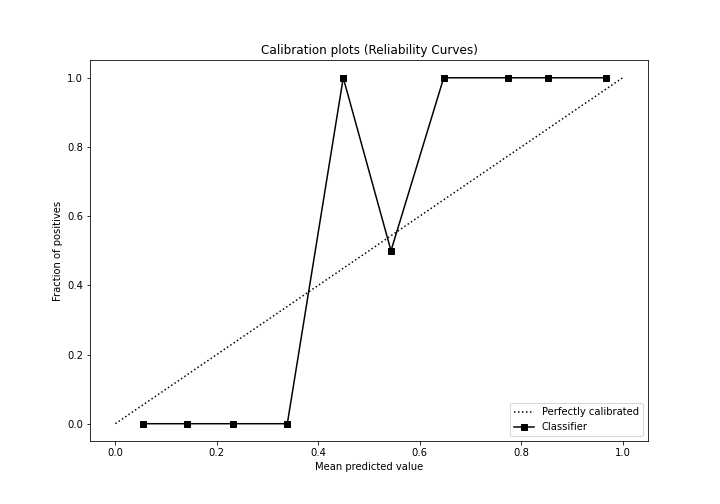 Calibration plots (Reliability Curves)
1.0
0.8
0.6
0.4
0.2
0.0
Fraction of positives
0.0 0.2 0.4 0.6 0.8 1.0
Mean predicted value
Perfectly calibrated
Classifier